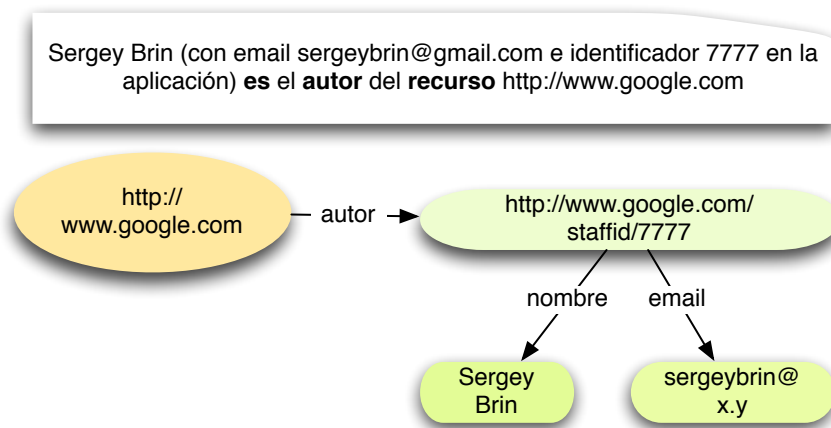 Sergey Brin (con email sergeybrin@gmail.com e identificador 7777 en la
aplicación) es el autor del recurso http://www.google.com
http://
www.google.com
autor
http://www.google.com/
staffid/7777
nombre
email
Sergey
Brin
sergeybrin@
x.y